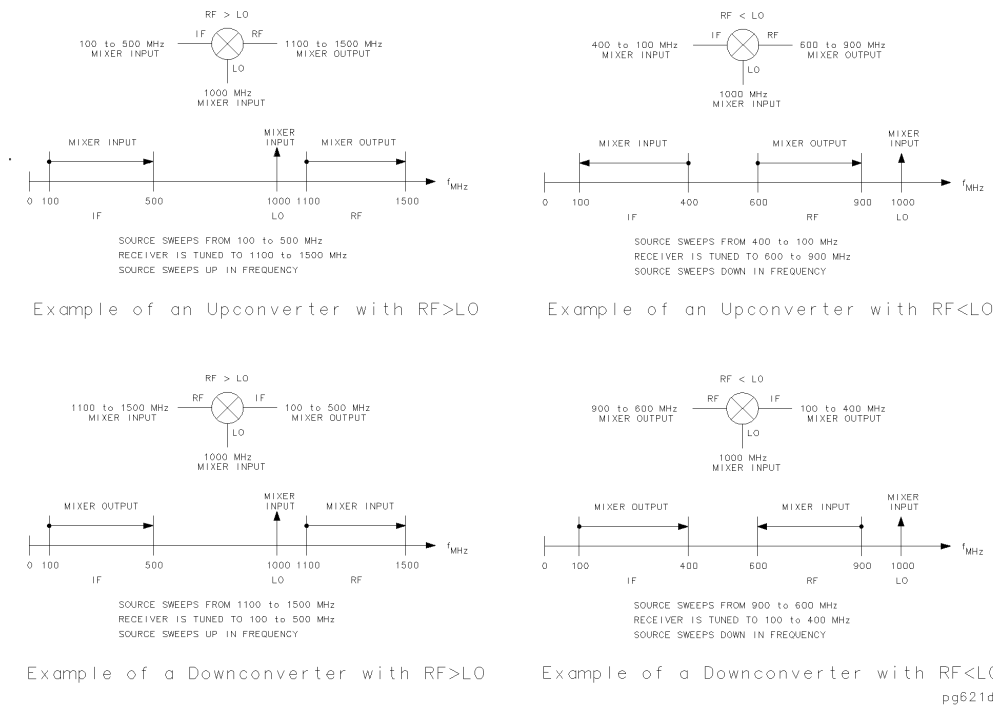 RF > LO
IF
RF
100 to 500 MHz
MIXER INPUT
1100 to 1500 MHz
MIXER OUTPUT
LO
1000 MHz
MIXER INPUT
MIXER INPUT
MIXER
INPUT
MIXER OUTPUT
fMHz
0 100 500 1000 1100 1500
IF LO RF
SOURCE SWEEPS FROM 100 to 500 MHz
RECEIVER IS TUNED TO 1100 to 1500 MHz
SOURCE SWEEPS UP IN FREQUENCY
Example of an Upconverter with RF>LO
RF < LO
IF
RF
400 to 100 MHz
MIXER INPUT
600 to 900 MHz
MIXER OUTPUT
LO
1000 MHz
MIXER INPUT
MIXER INPUT
MIXER OUTPUT
MIXER
INPUT
fMHz
0 100 400 600 900 1000
IF RF LO
SOURCE SWEEPS FROM 400 to 100 MHz
RECEIVER IS TUNED TO 600 to 900 MHz
SOURCE SWEEPS DOWN IN FREQUENCY
Example of an Upconverter with RF<LO
RF > LO
RF
IF
1100 to 1500 MHz
MIXER INPUT
100 to 500 MHz
MIXER OUTPUT
LO
1000 MHz
MIXER INPUT
MIXER OUTPUT
MIXER
INPUT
MIXER INPUT
fMHz
0 100 500 1000 1100 1500
IF LO RF
SOURCE SWEEPS FROM 1100 to 1500 MHz
RECEIVER IS TUNED TO 100 to 500 MHz
SOURCE SWEEPS UP IN FREQUENCY
Example of a Downconverter with RF>LO
RF < LO
RF
IF
900 to 600 MHz
MIXER OUTPUT
100 to 400 MHz
MIXER OUTPUT
LO
1000 MHz
MIXER INPUT
MIXER OUTPUT
MIXER INPUT
MIXER
INPUT
fMHz
0 100 400 600 900 1000
IF RF LO
SOURCE SWEEPS FROM 900 to 600 MHz
RECEIVER IS TUNED TO 100 to 400 MHz
SOURCE SWEEPS DOWN IN FREQUENCY
Example of a Downconverter with RF<LO
pg621d